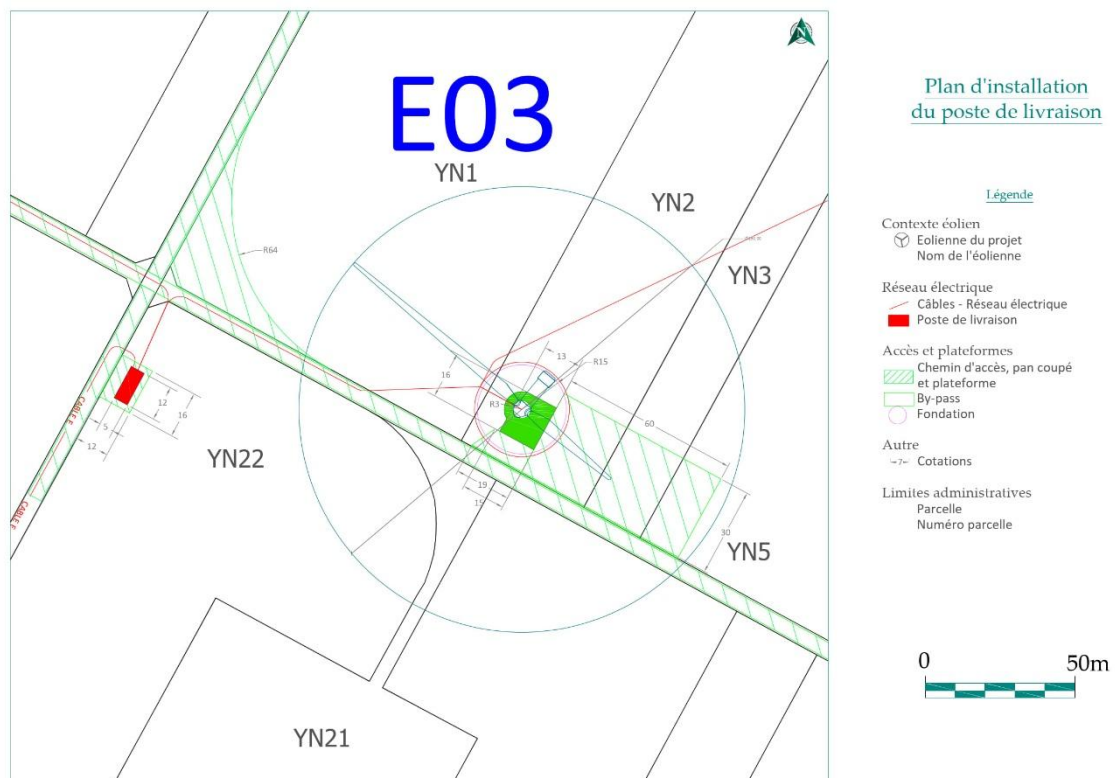 N
E03
YN1
YN2
YN3
R64
13
R15
16
R3
60
12
16
5
12
CABLE F
YN22
19
15
30
YN5
CABLE F
YN21
Plan d'installation
du poste de livraison
Légende
Contexte éolien
Eolienne du projet
Nom de l'éolienne
Réseau électrique
Câbles - Réseau électrique
Poste de livraison
Accès et plateformes
Chemin d'accès, pan coupé
et plateforme
By-pass
Fondation
Autre
7 Cotations
Limites administratives
Parcelle
Numéro parcelle
0 50m